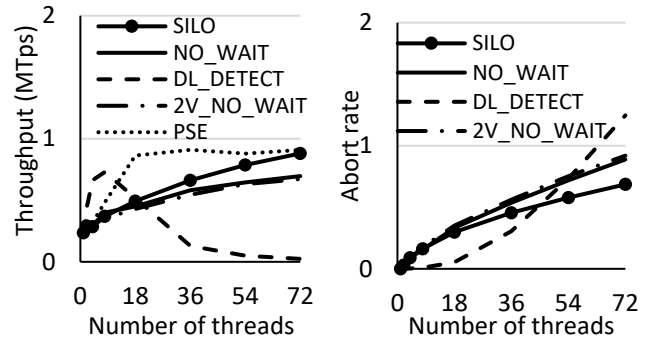 Throughput (MTps)
2
1
0
SILO
NO_WAIT
DL_DETECT
2V_NO_WAIT
PSE
0 18 36 54 72
Number of threads
Abort rate
2
1
0
SILO
NO_WAIT
DL_DETECT
2V_NO_WAIT
0 18 36 54 72
Number of threads